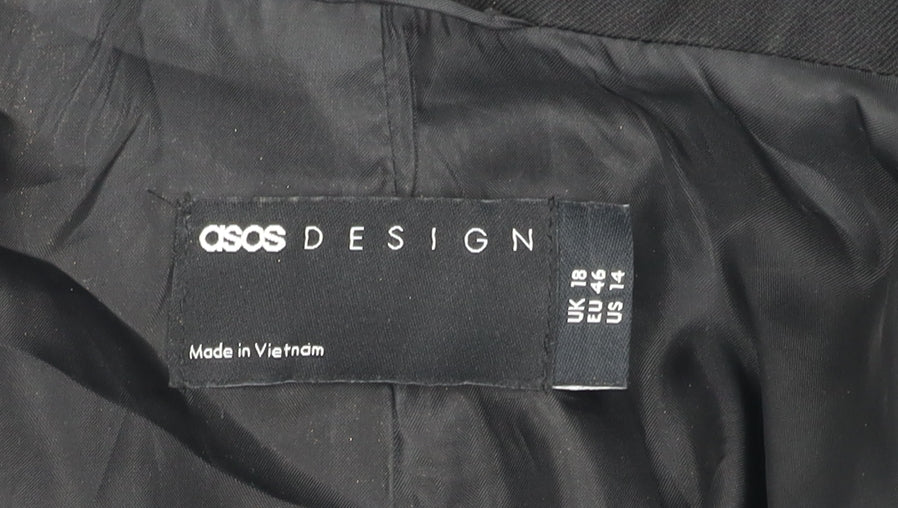 asos DESIGN
Made in Vietnam
UK 18
EU 46
US 14